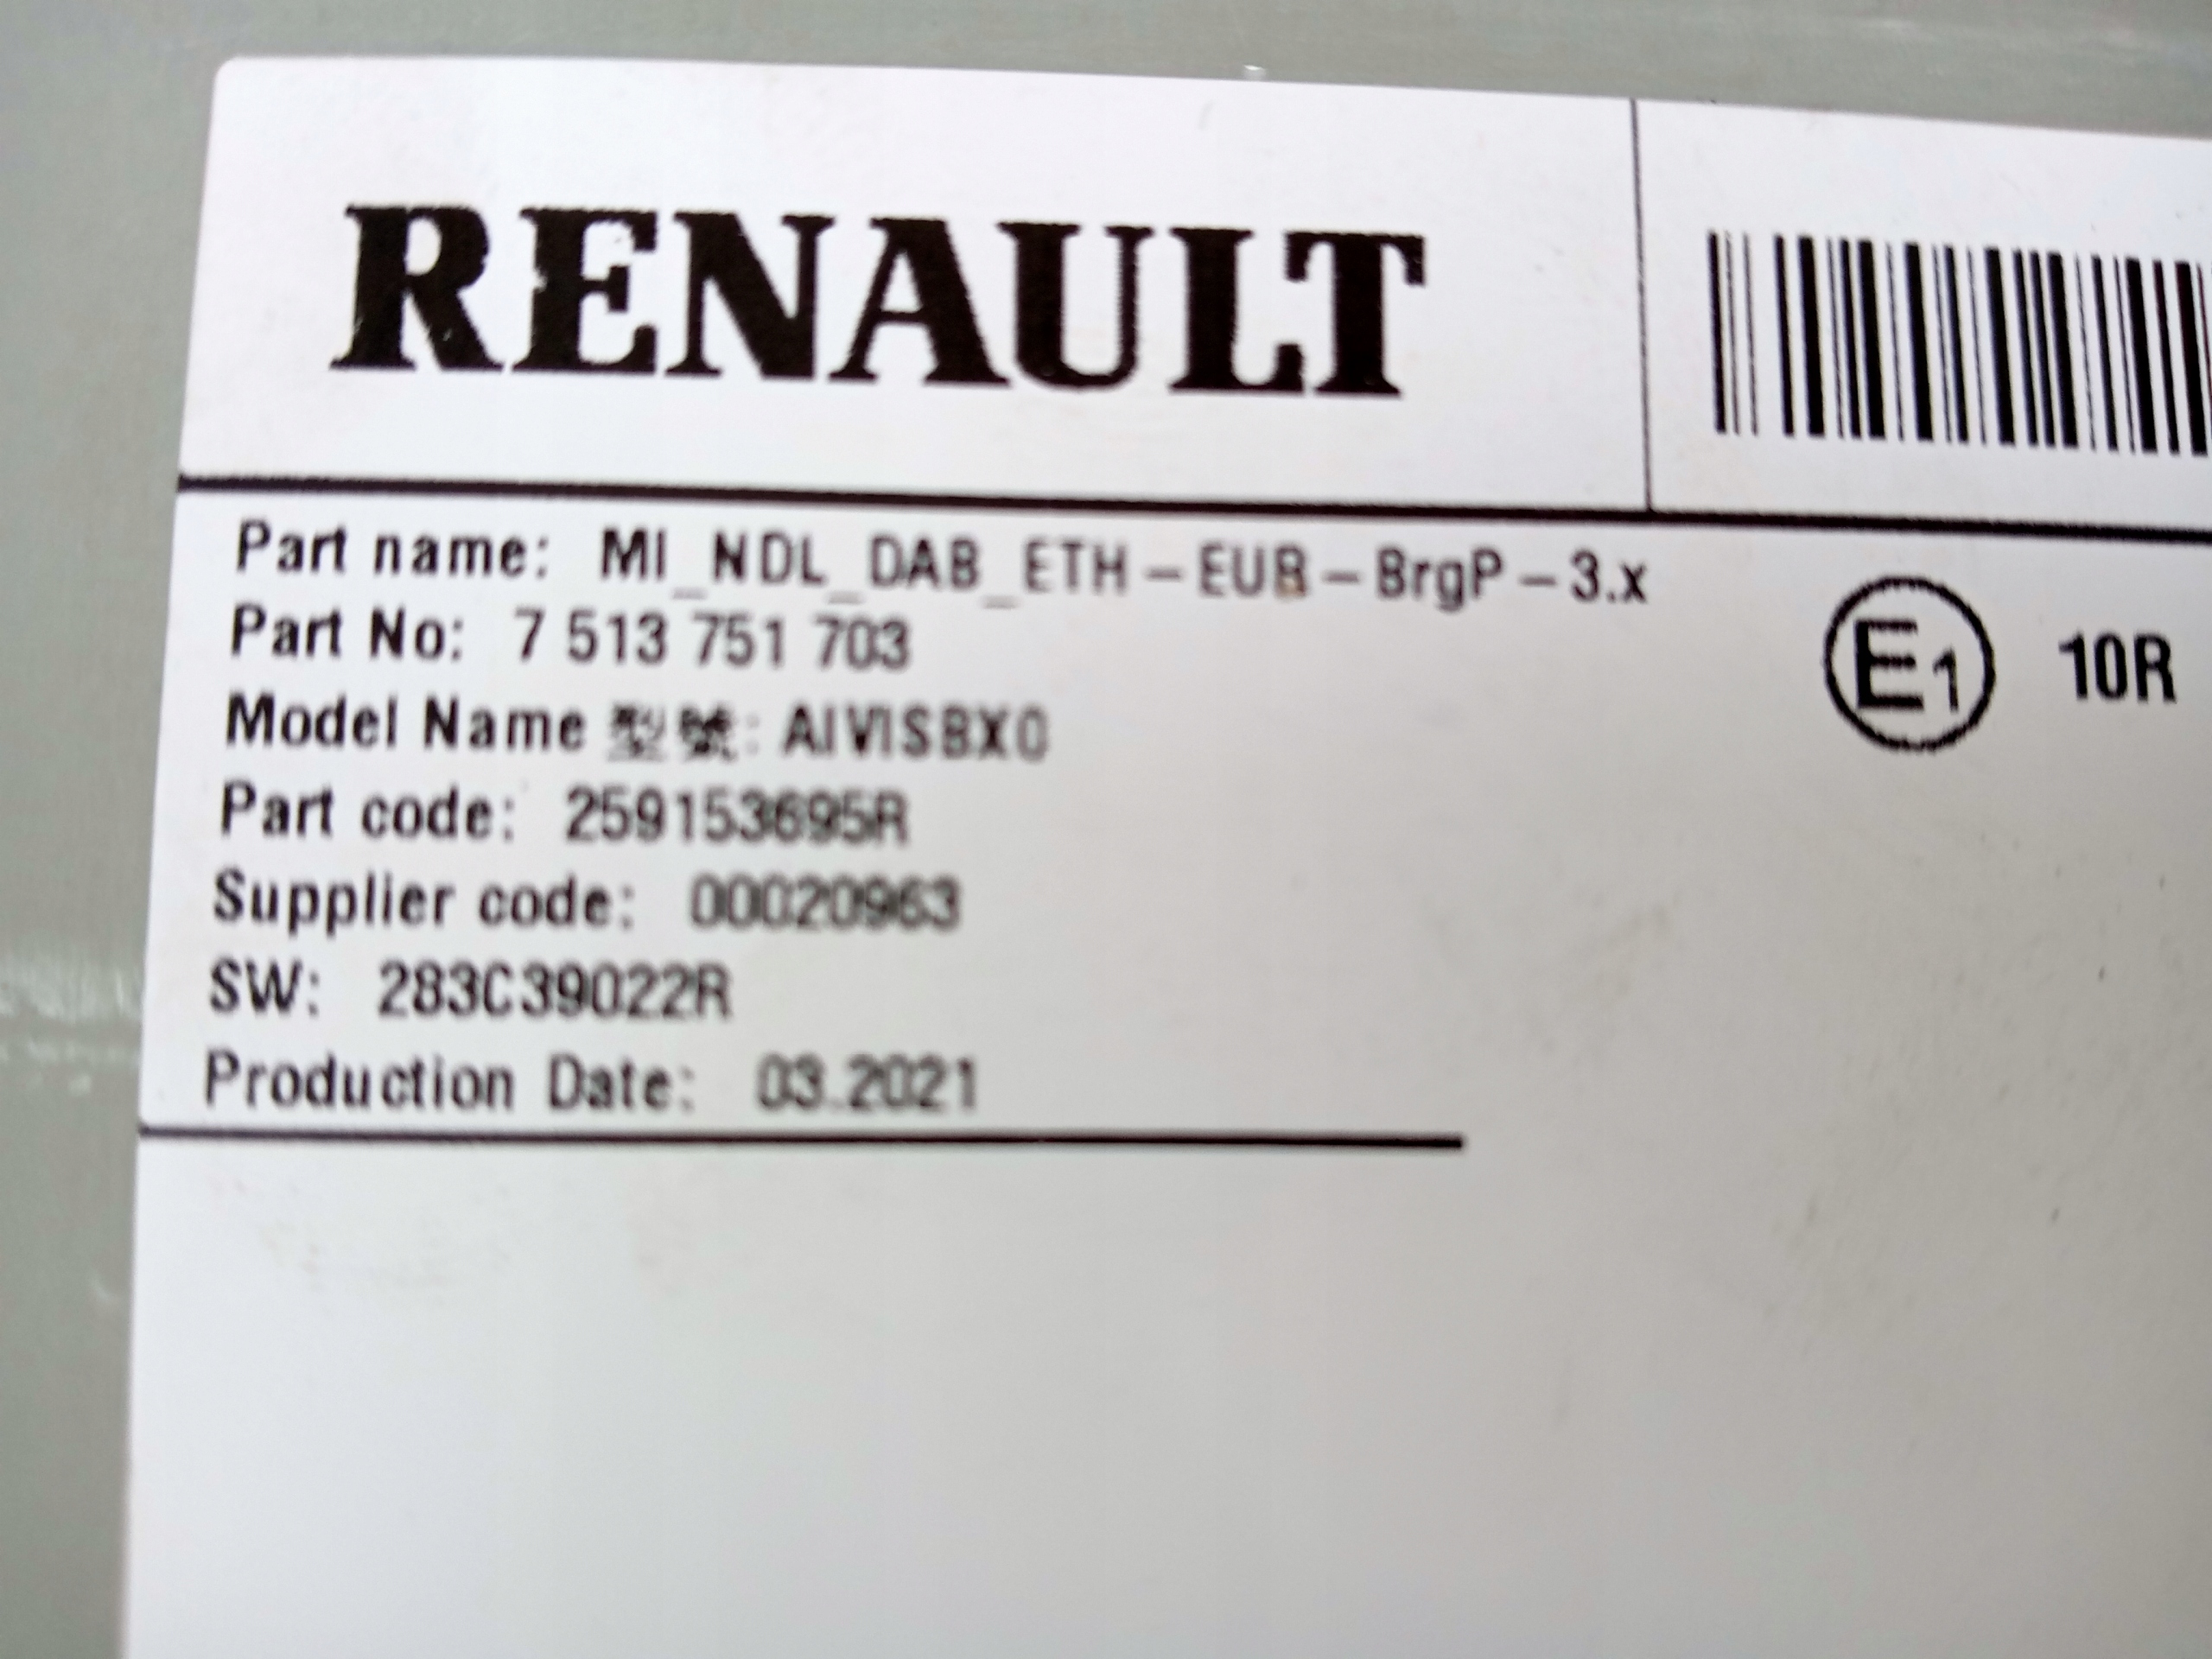 RENAULT
Part name: MI_NDL_DAB_ETH-EUR-BrgP-3.x
Part No: 7 513 751 703
Model Name 型號: AIVISBX0
Part code: 259153695R
Supplier code: 00020963
SW: 283C39022R
Production Date: 03.2021
E1 10R